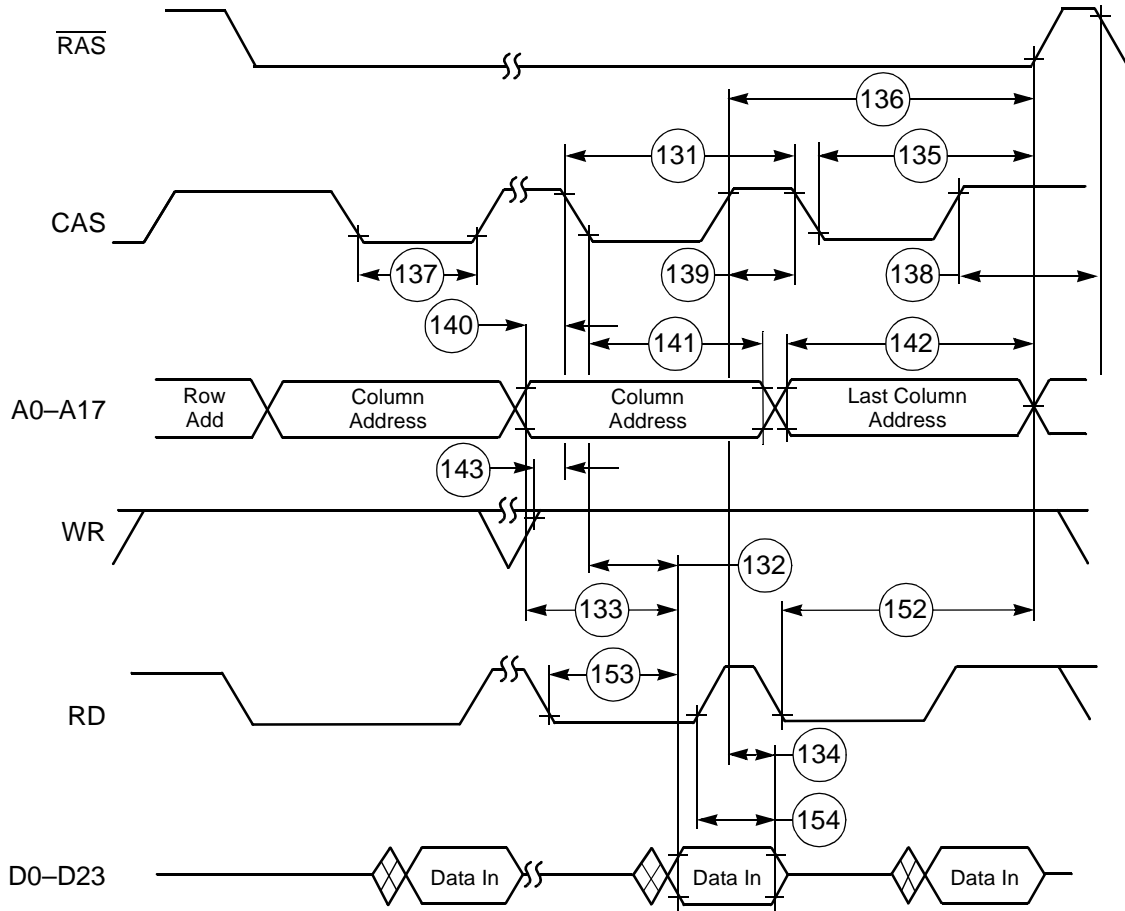 RAS
136
131
135
CAS
137
139
138
140
141
142
A0–A17
Row
Add
Column
Address
Column
Address
Last Column
Address
143
WR
132
133
152
153
RD
134
154
D0–D23
Data In
Data In
Data In